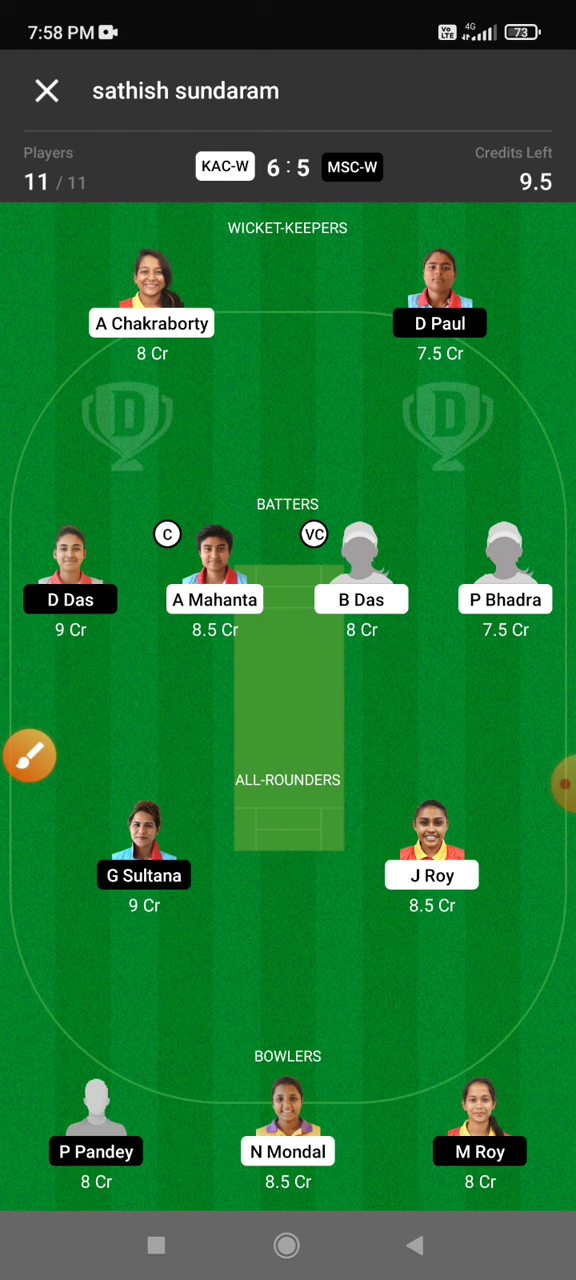 7:58 PM
Vo LTE 4G 73
sathish sundaram
Players
Credits Left
11 / 11
KAC-W 6 : 5 MSC-W
9.5
WICKET-KEEPERS
A Chakraborty
D Paul
8 Cr
7.5 Cr
D D
BATTERS
C VC
D Das
A Mahanta
B Das
P Bhadra
9 Cr
8.5 Cr
8 Cr
7.5 Cr
ALL-ROUNDERS
G Sultana
J Roy
9 Cr
8.5 Cr
BOWLERS
P Pandey
N Mondal
M Roy
8 Cr
8.5 Cr
8 Cr